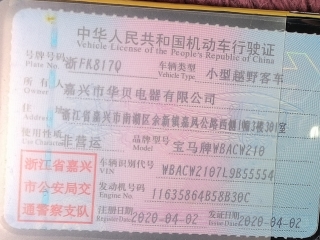 中华人民共和国机动车行驶证
Vehicle License of the People's Republic of China
号牌号码 浙FK817Q 车辆类型 小型越野客车
Plate No. Vehicle Type
所有人 嘉兴市华贝电器有限公司
Owner
住址 浙江省嘉兴市南湖区余新镇嘉凤公路西侧1幢3楼301室
Address
使用性质 非营运 品牌型号 宝马牌WBACW210
Use Character Model
浙江省嘉兴 车辆识别代号 WBACW2107L9B55554
VIN
市公安局交 发动机号码 11635864B58B30C
Engine No.
通警察支队 注册日期 2020-04-02 发证日期 2020-04-02
Register Date Issue Date